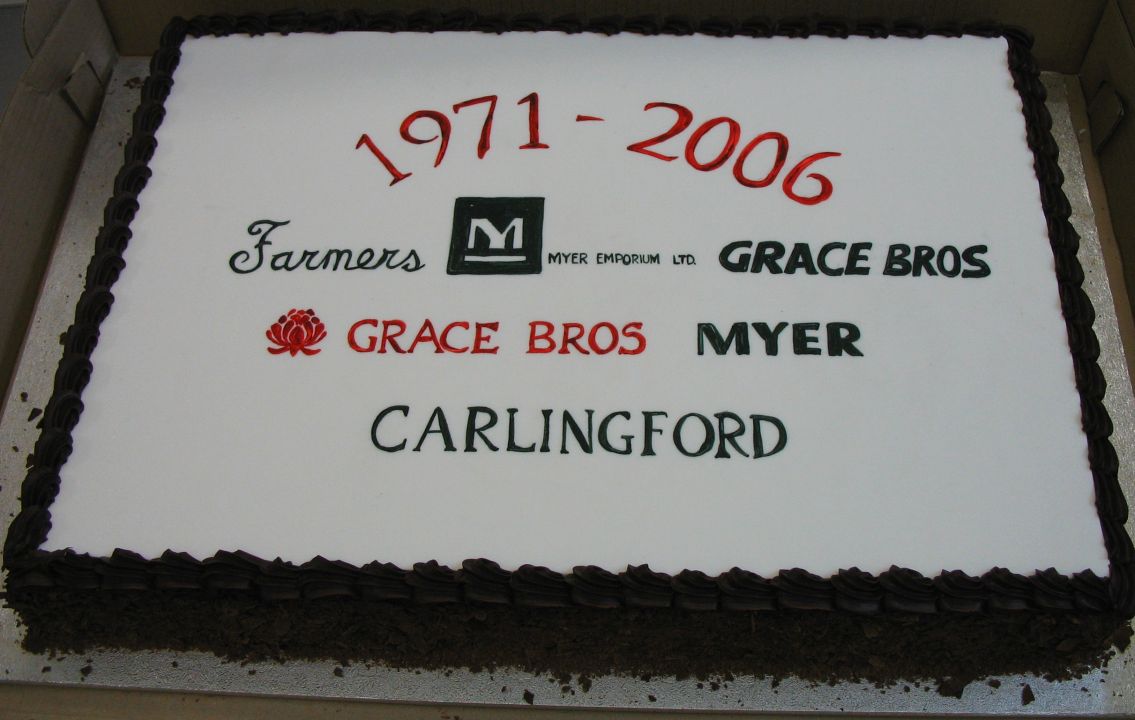 1971 - 2006
Farmers M MYER EMPORIUM LTD. GRACE BROS
GRACE BROS MYER
CARLINGFORD